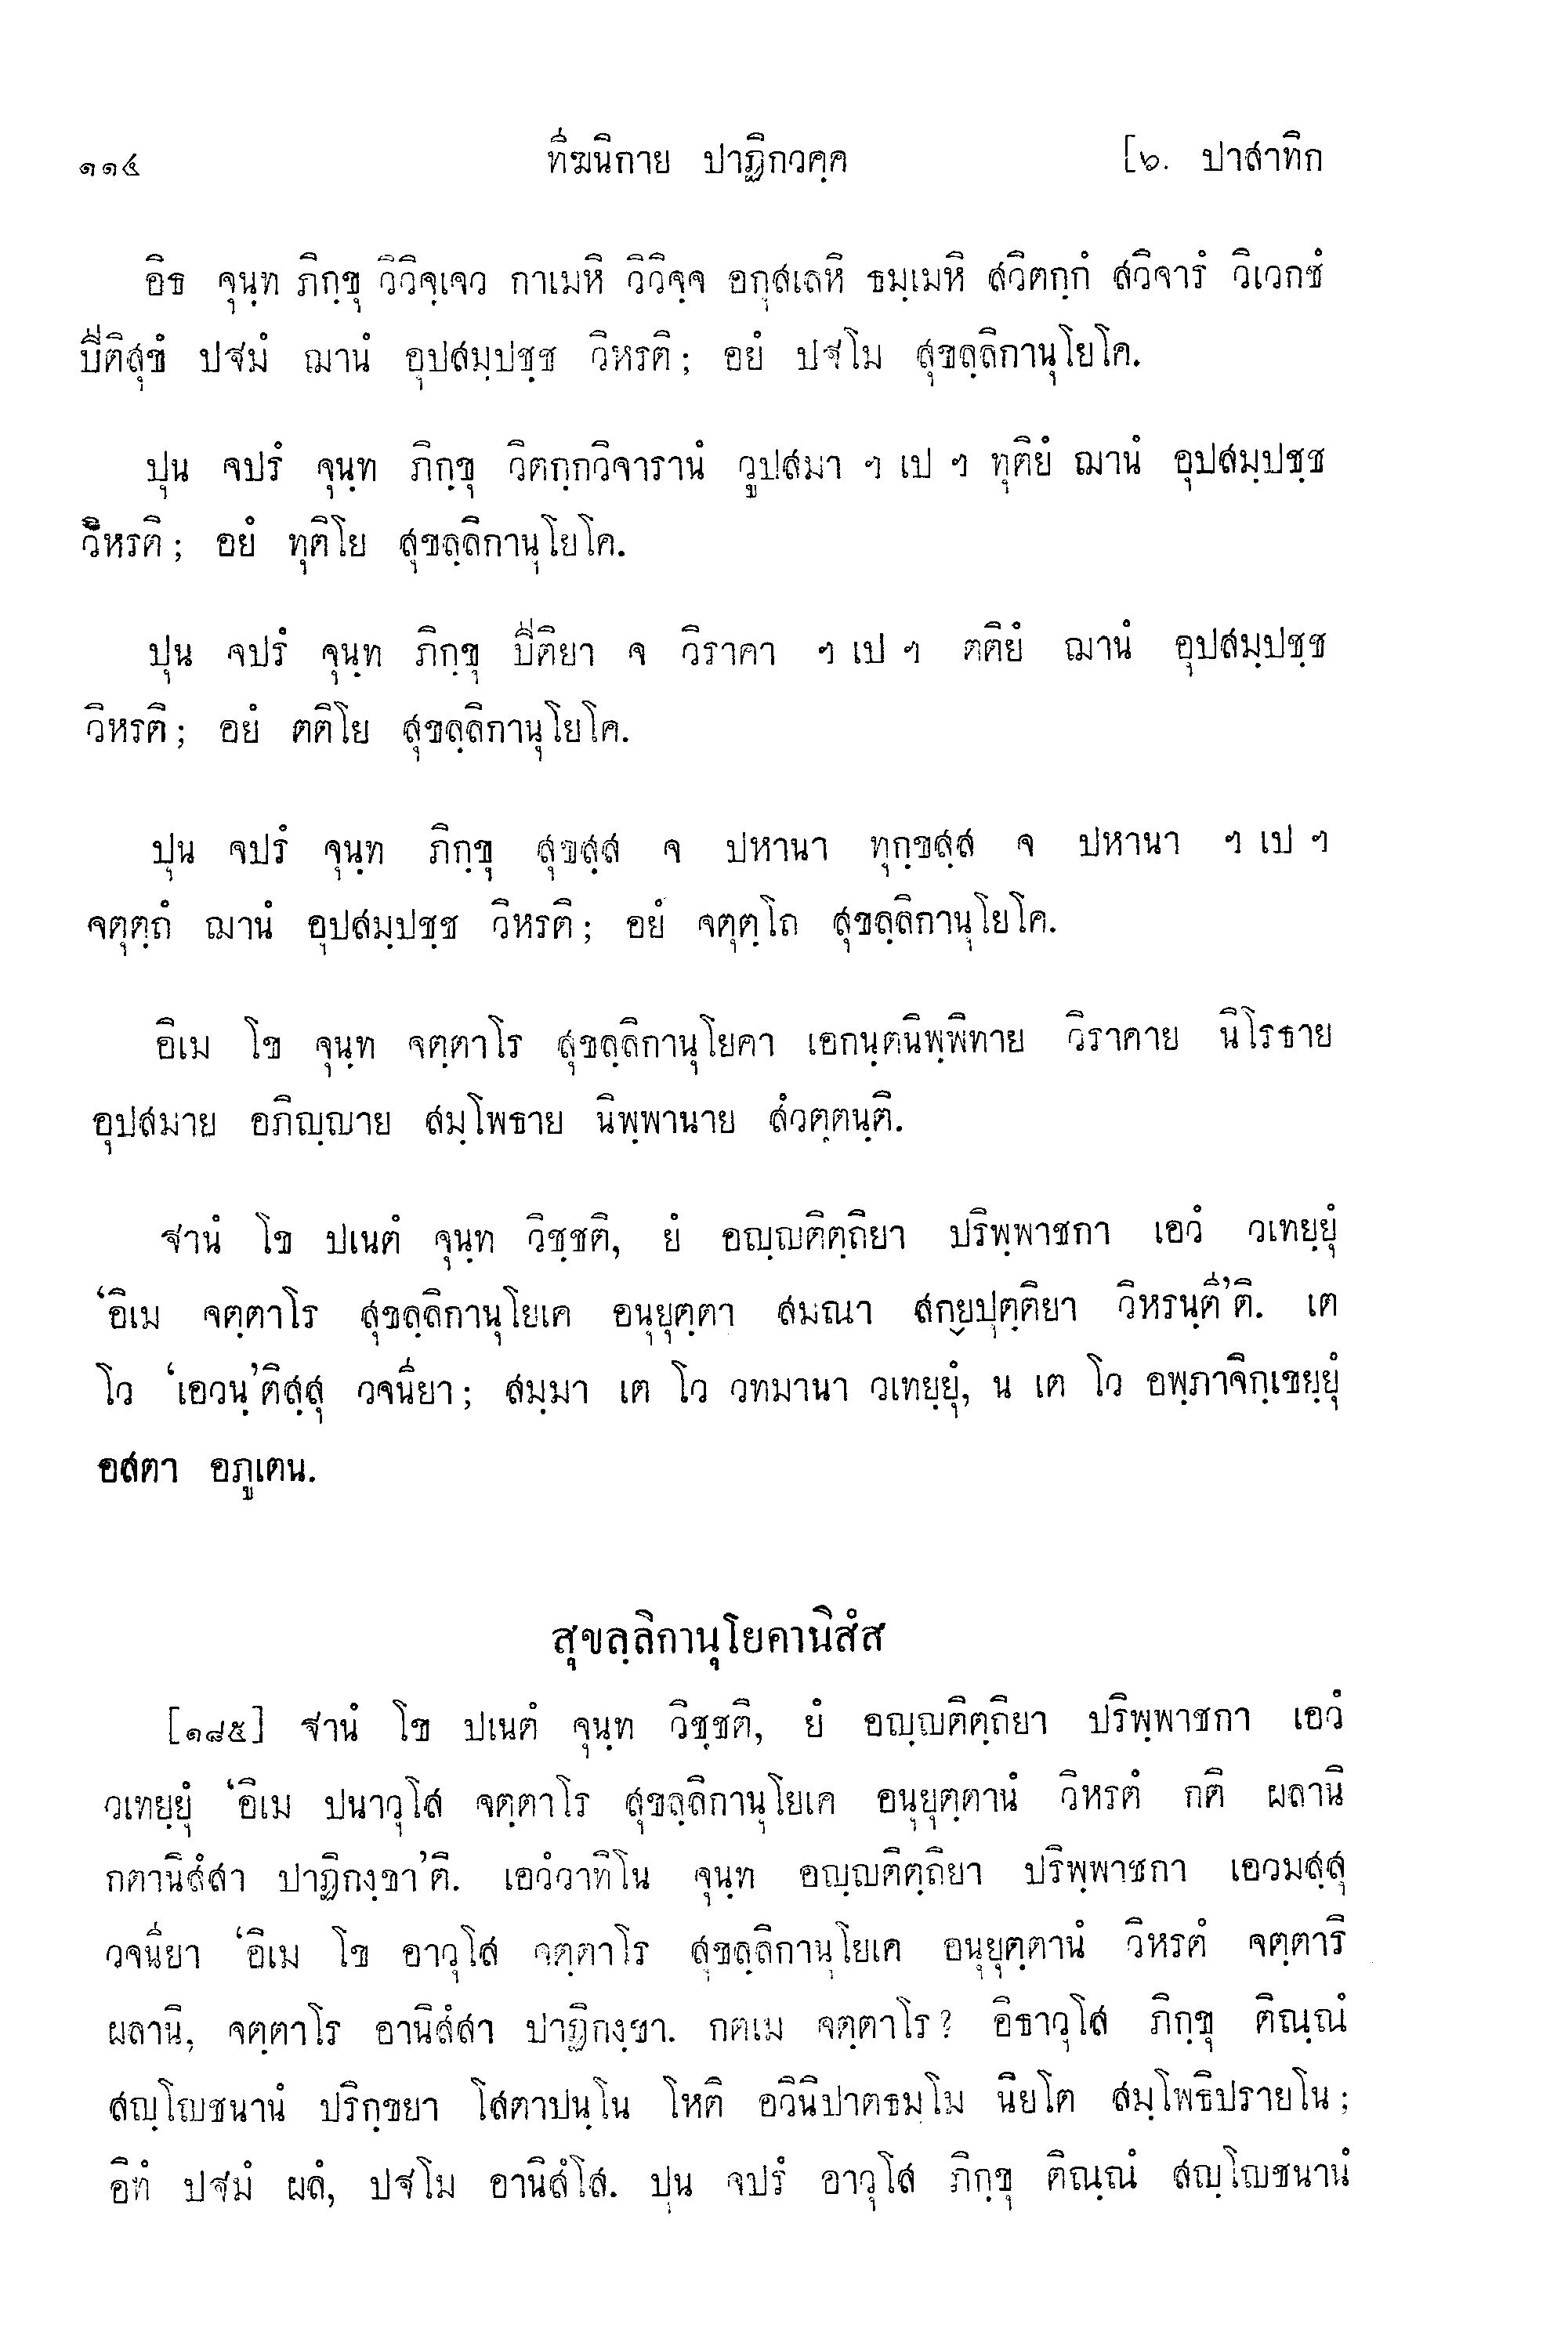 ๑๑๔ ทีฆนิกาย ปาฏิกวคฺค [๖. ปาสาทิก
อิธ จุนฺท ภิกฺขุ วิวิจฺเจว กาเมหิ วิวิจฺจ อกุสเลหิ ธมฺเมหิ สวิตกฺกํ สวิจารํ วิเวกชํ
ปีติสุขํ ปฐมํ ฌานํ อุปสมฺปชฺช วิหรติ; อยํ ปฐโม สุขลฺลิกานุโยโค.
ปุน จปรํ จุนฺท ภิกฺขุ วิตกฺกวิจารานํ วูปสมา ฯ เป ฯ ทุติยํ ฌานํ อุปสมฺปชฺช
วิหรติ; อยํ ทุติโย สุขลฺลิกานุโยโค.
ปุน จปรํ จุนฺท ภิกฺขุ ปีติยา จ วิราคา ฯ เป ฯ ตติยํ ฌานํ อุปสมฺปชฺช
วิหรติ; อยํ ตติโย สุขลฺลิกานุโยโค.
ปุน จปรํ จุนฺท ภิกฺขุ สุขสฺส จ ปหานา ทุกฺขสฺส จ ปหานา ฯ เป ฯ
จตุตฺถํ ฌานํ อุปสมฺปชฺช วิหรติ; อยํ จตุตฺโถ สุขลฺลิกานุโยโค.
อิเม โข จุนฺท จตฺตาโร สุขลฺลิกานุโยคา เอกนฺตนิพฺพิทาย วิราคาย นิโรธาย
อุปสมาย อภิญฺญาย สมฺโพธาย นิพฺพานาย สํวตฺตนฺติ.
ฐานํ โข ปเนตํ จุนฺท วิชฺชติ, ยํ อญฺญติตฺถิยา ปริพฺพาชกา เอวํ วเทยฺยุํ
‘อิเม จตฺตาโร สุขลฺลิกานุโยเค อนุยุตฺตา สมณา สกฺยปุตฺติยา วิหรนฺตี’ติ. เต
โว ‘เอวนฺ’ติสฺสุ วจนียา; สมฺมา เต โว วทมานา วเทยฺยุํ, น เต โว อพฺภาจิกฺเขยฺยุํ
อสตา อภูเตน.
สุขลฺลิกานุโยคานิสํส
[๑๘๕] ฐานํ โข ปเนตํ จุนฺท วิชฺชติ, ยํ อญฺญติตฺถิยา ปริพฺพาชกา เอวํ
วเทยฺยุํ ‘อิเม ปนาวุโส จตฺตาโร สุขลฺลิกานุโยเค อนุยุตฺตานํ วิหรตํ กติ ผลานิ
กตานิสํสา ปาฏิกงฺขา’ติ. เอวํวาทิโน จุนฺท อญฺญติตฺถิยา ปริพฺพาชกา เอวมสฺสุ
วจนียา ‘อิเม โข อาวุโส จตฺตาโร สุขลฺลิกานุโยเค อนุยุตฺตานํ วิหรตํ จตฺตาริ
ผลานิ, จตฺตาโร อานิสํสา ปาฏิกงฺขา. กตเม จตฺตาโร? อิธาวุโส ภิกฺขุ ติณฺณํ
สญฺโญชนานํ ปริกฺขยา โสตาปนฺโน โหติ อวินิปาตธมฺโม นิยโต สมฺโพธิปรายโน;
อิทํ ปฐมํ ผลํ, ปฐโม อานิสํโส. ปุน จปรํ อาวุโส ภิกฺขุ ติณฺณํ สญฺโญชนานํ